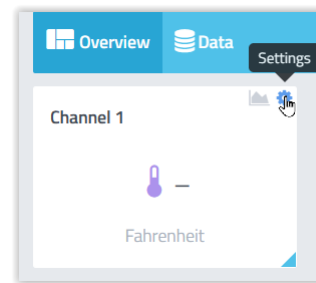 Overview Data
Settings
Channel 1
–
Fahrenheit